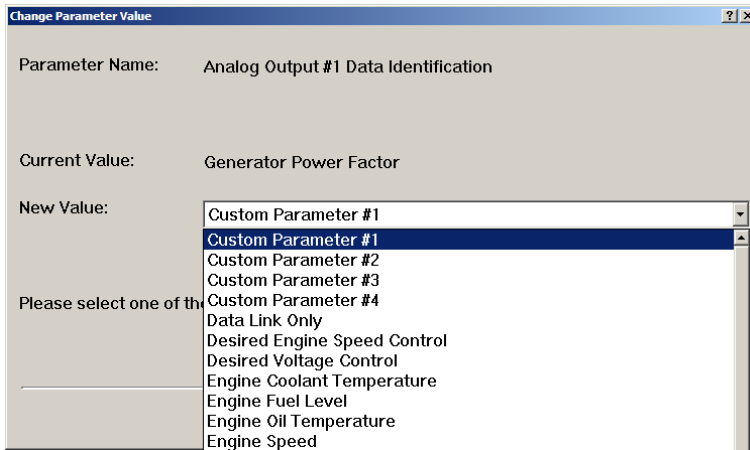 Change Parameter Value
Parameter Name: Analog Output #1 Data Identification
Current Value: Generator Power Factor
New Value: Custom Parameter #1
Custom Parameter #1
Custom Parameter #2
Custom Parameter #3
Please select one of the Custom Parameter #4
Data Link Only
Desired Engine Speed Control
Desired Voltage Control
Engine Coolant Temperature
Engine Fuel Level
Engine Oil Temperature
Engine Speed